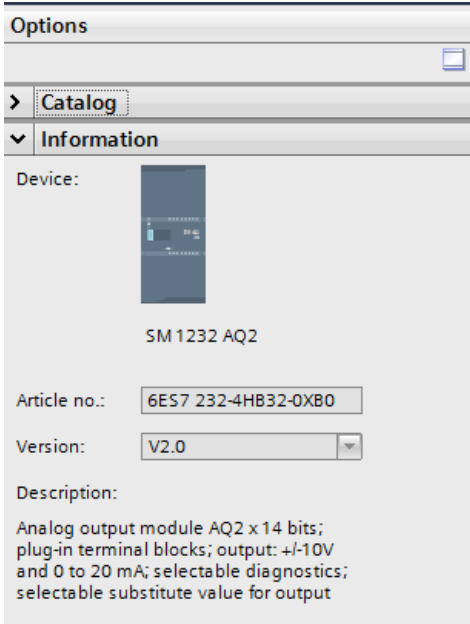 Options
Catalog
Information
Device:
SM 1232 AQ2
Article no.: 6ES7 232-4HB32-0XB0
Version: V2.0
Description:
Analog output module AQ2 x 14 bits;
plug-in terminal blocks; output: +/-10V
and 0 to 20 mA; selectable diagnostics;
selectable substitute value for output